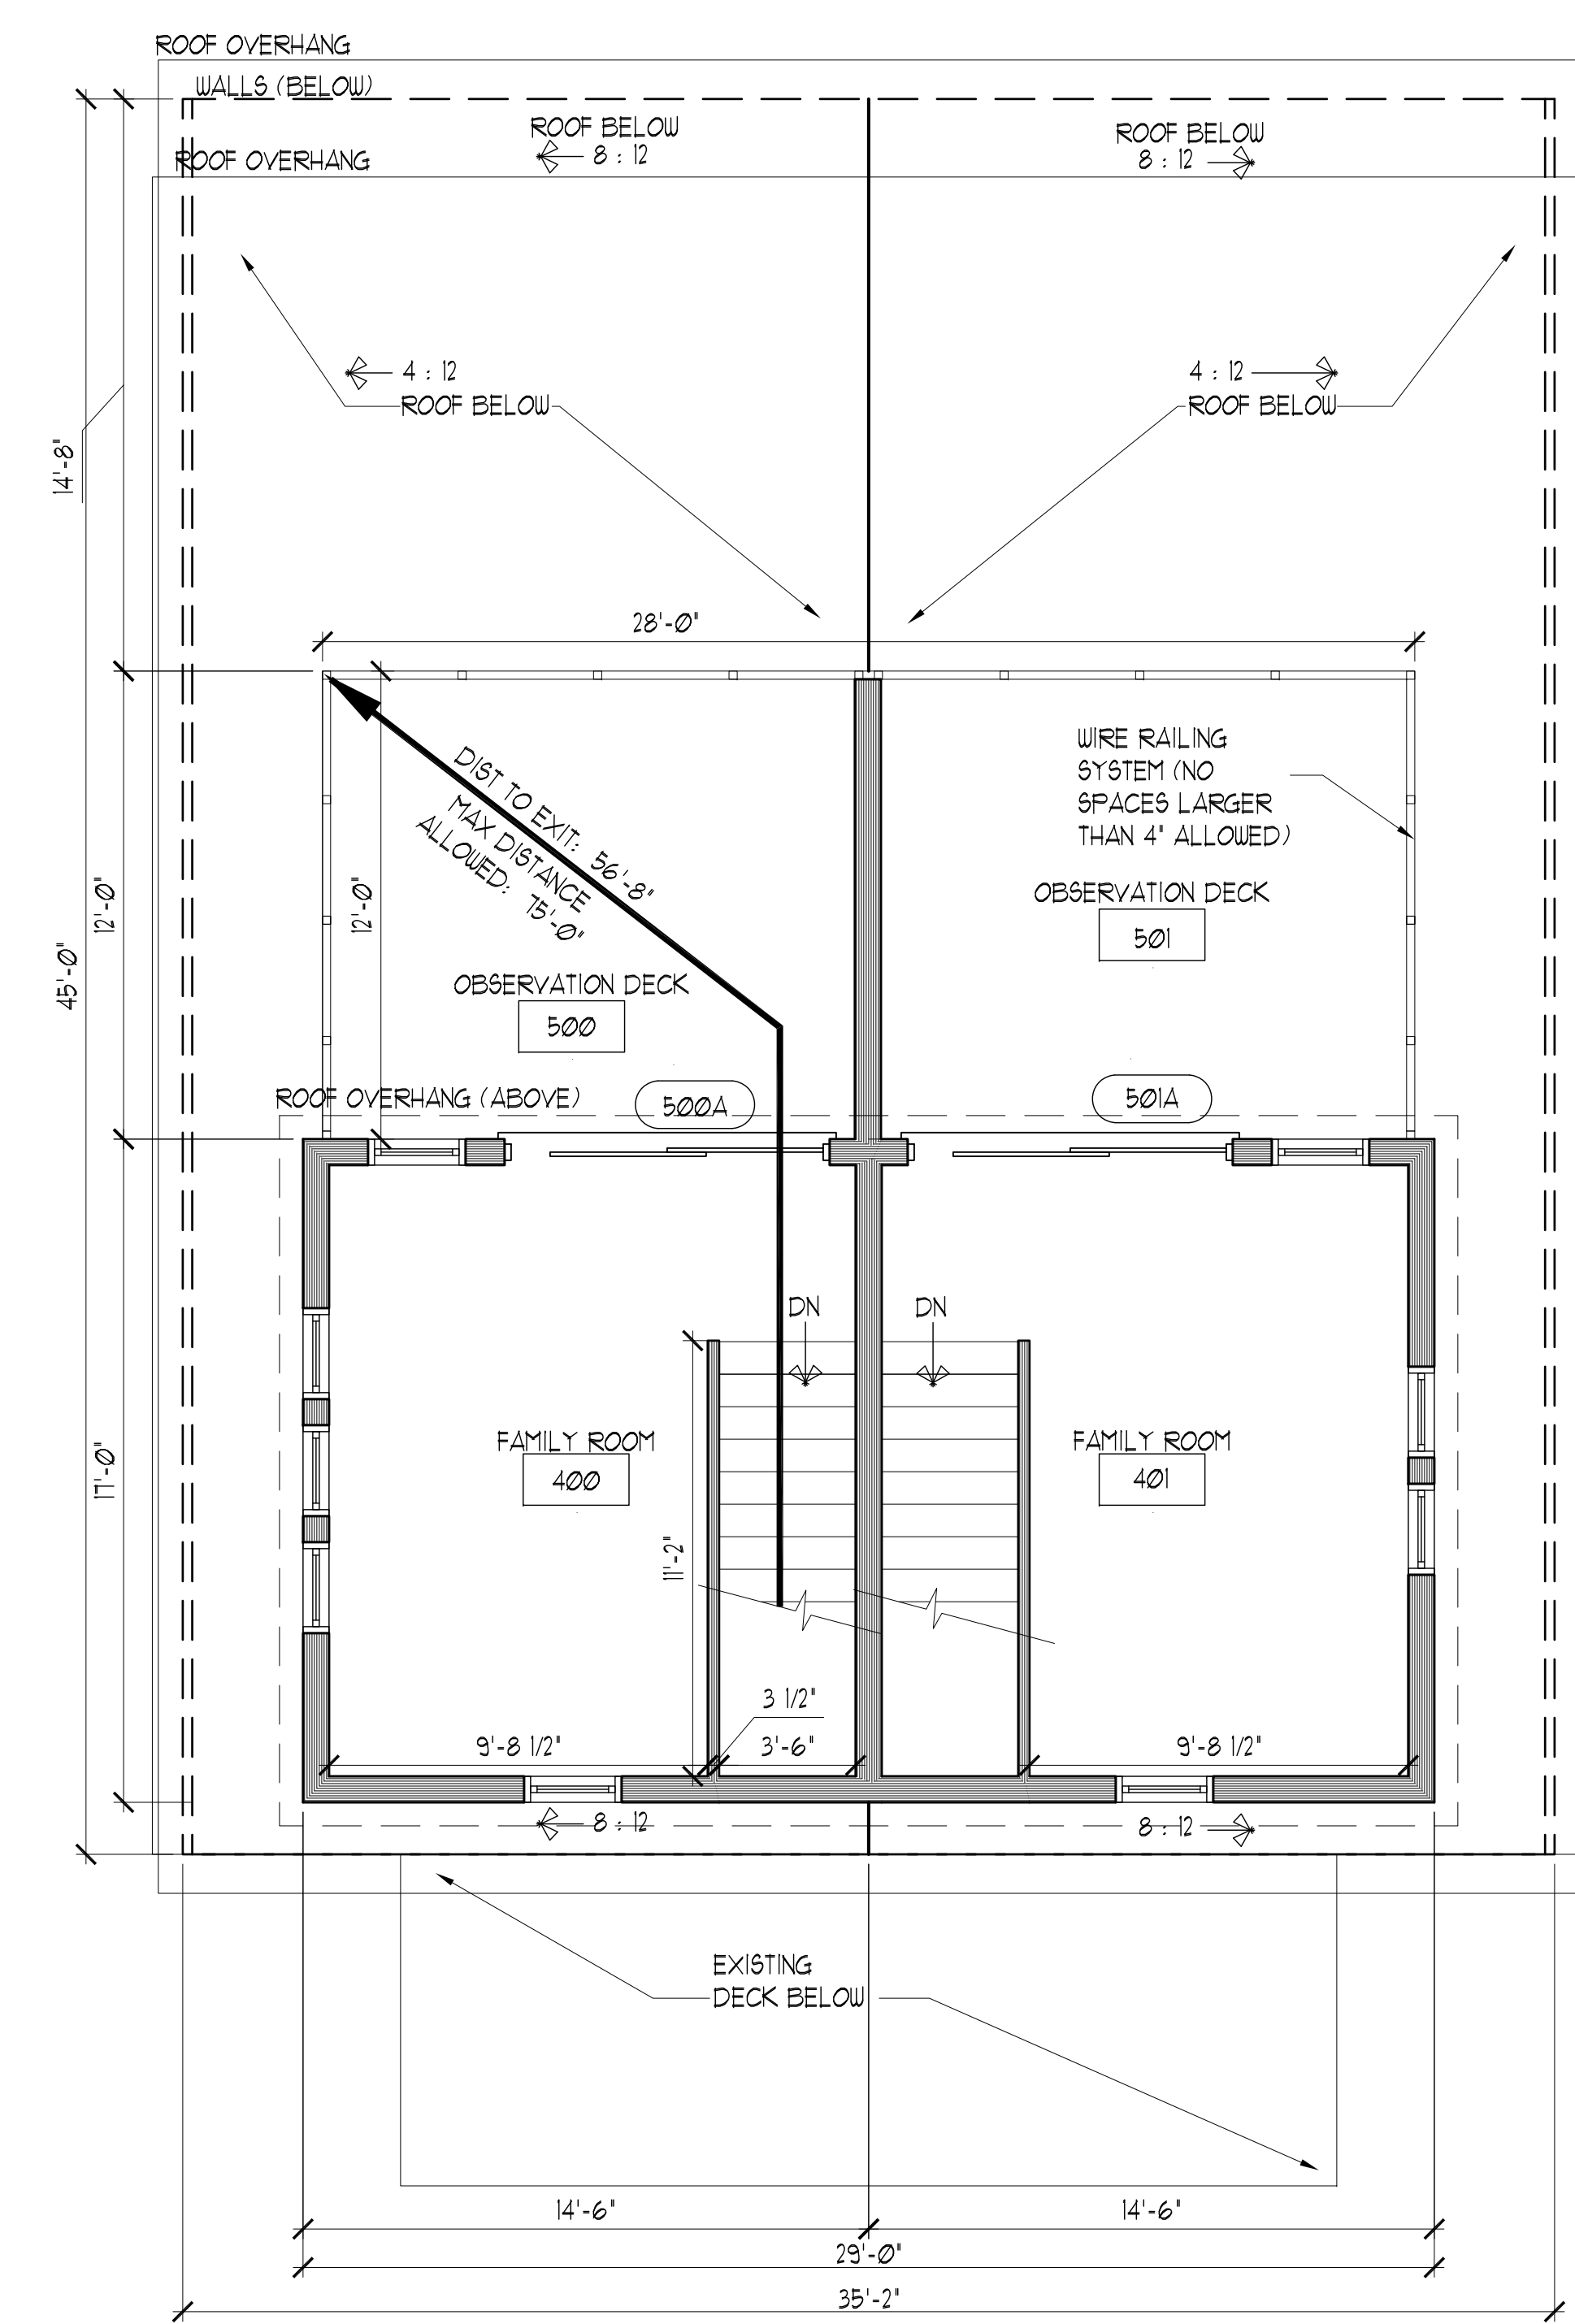 ROOF OVERHANG
WALLS (BELOW)
ROOF BELOW
8 : 12
ROOF BELOW
8 : 12
ROOF OVERHANG
4 : 12
ROOF BELOW
4 : 12
ROOF BELOW
14'-8"
28'-0"
DIST TO EXIT: 56'-8"
MAX DISTANCE
ALLOWED: 75'-0"
WIRE RAILING
SYSTEM (NO
SPACES LARGER
THAN 4" ALLOWED)
OBSERVATION DECK
501
12'-0"
12'-0"
45'-0"
OBSERVATION DECK
500
ROOF OVERHANG (ABOVE)
500A
501A
DN
DN
FAMILY ROOM
400
FAMILY ROOM
401
17'-0"
11'-2"
3 1/2"
9'-8 1/2"
3'-6"
9'-8 1/2"
8 : 12
8 : 12
EXISTING
DECK BELOW
14'-6"
14'-6"
29'-0"
35'-2"